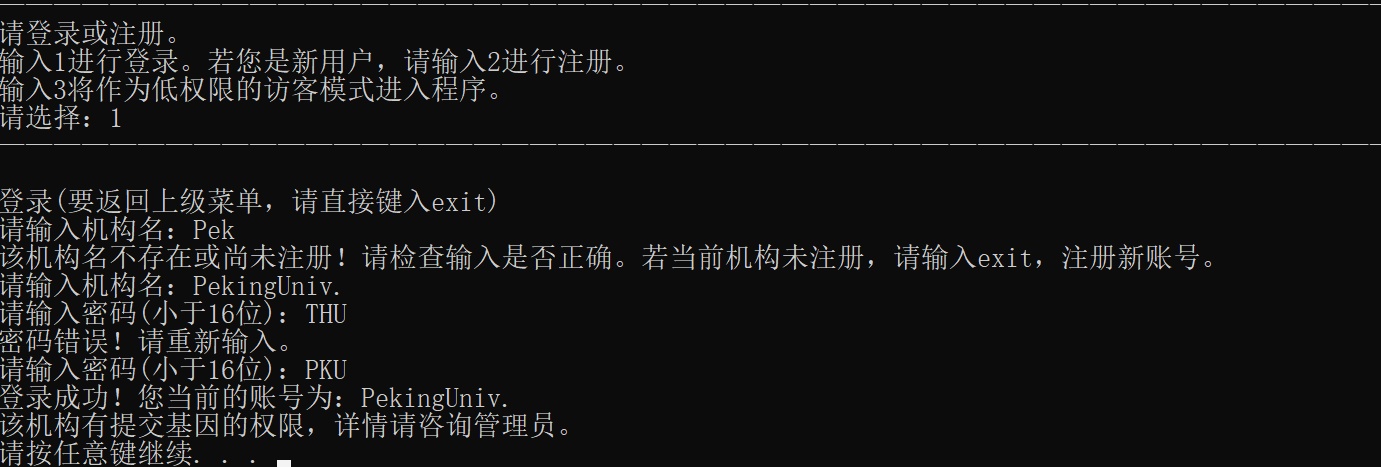 请登录或注册。
输入1进行登录。若您是新用户，请输入2进行注册。
输入3将作为低权限的访客模式进入程序。
请选择：1
登录(要返回上级菜单，请直接键入exit)
请输入机构名：Pek
该机构名不存在或尚未注册！请检查输入是否正确。若当前机构未注册，请输入exit，注册新账号。
请输入机构名：PekingUniv.
请输入密码(小于16位)：THU
密码错误！请重新输入。
请输入密码(小于16位)：PKU
登录成功！您当前的账号为：PekingUniv.
该机构有提交基因的权限，详情请咨询管理员。
请按任意键继续. . .